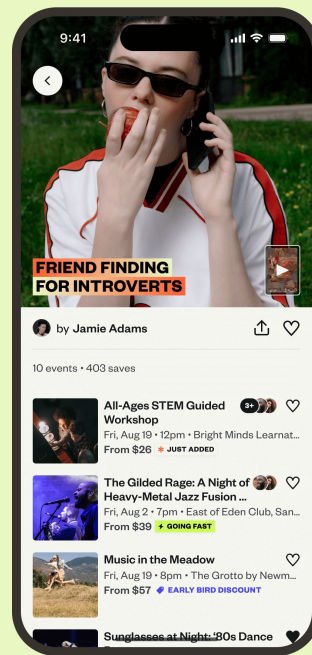 9:41
FRIEND FINDING
FOR INTROVERTS
by Jamie Adams
10 events • 403 saves
All-Ages STEM Guided
3+
Workshop
Fri, Aug 19 • 12pm • Bright Minds Learnat...
From $26 JUST ADDED
The Gilded Rage: A Night of
Heavy-Metal Jazz Fusion ...
Fri, Aug 2 • 7pm • East of Eden Club, San...
From $39 GOING FAST
Music in the Meadow
Fri, Aug 19 • 8pm • The Grotto by Newm...
From $57 EARLY BIRD DISCOUNT
Sunglasses at Night: '80s Dance